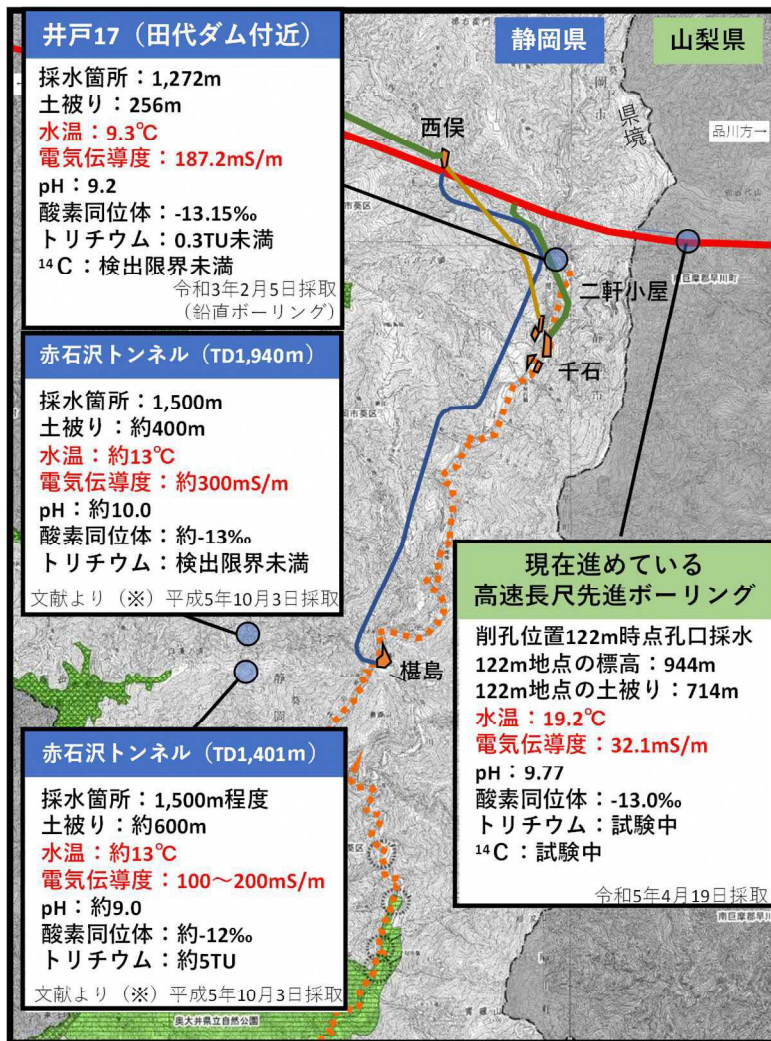 井戸17（田代ダム付近）
採水箇所：1,272m
土被り：256m
水温：9.3℃
電気伝導度：187.2mS/m
pH：9.2
酸素同位体：-13.15‰
トリチウム：0.3TU未満
¹⁴C：検出限界未満
令和3年2月5日採取
（鉛直ボーリング）
静岡県
山梨県
県境
品川方→
西俣
二軒小屋
南巨摩郡早川町
千石
赤石沢トンネル（TD1,940m）
採水箇所：1,500m
土被り：約400m
水温：約13℃
電気伝導度：約300mS/m
pH：約10.0
酸素同位体：約-13‰
トリチウム：検出限界未満
文献より（※）平成5年10月3日採取
椹島
現在進めている
高速長尺先進ボーリング
削孔位置122m時点孔口採水
122m地点の標高：944m
122m地点の土被り：714m
水温：19.2℃
電気伝導度：32.1mS/m
pH：9.77
酸素同位体：-13.0‰
トリチウム：試験中
¹⁴C：試験中
令和5年4月19日採取
赤石沢トンネル（TD1,401m）
採水箇所：1,500m程度
土被り：約600m
水温：約13℃
電気伝導度：100～200mS/m
pH：約9.0
酸素同位体：約-12‰
トリチウム：約5TU
文献より（※）平成5年10月3日採取
南巨摩郡早川
奥大井県立自然公園